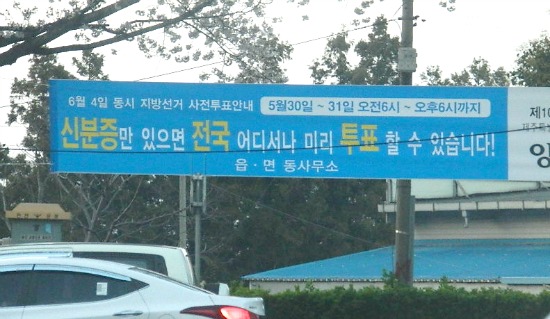 6월 4일 동시 지방선거 사전투표안내 5월30일 ~ 31일 오전6시 ~ 오후6시까지
신분증만 있으면 전국 어디서나 미리 투표 할 수 있습니다!
읍·면 동사무소
제10